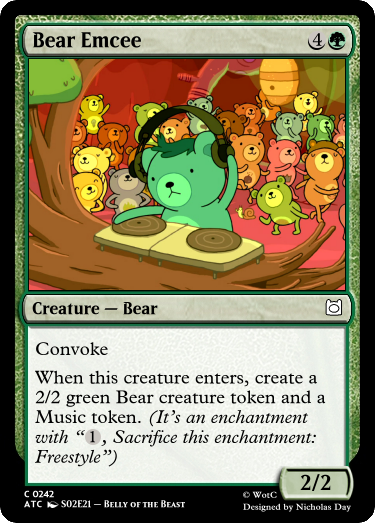 Bear Emcee 4
Creature — Bear
Convoke
When this creature enters, create a
2/2 green Bear creature token and a
Music token. (It's an enchantment
with “1, Sacrifice this enchantment:
Freestyle”)
2/2
C 0242
ATC S02E21 – Belly of the Beast
© WotC
Designed by Nicholas Day